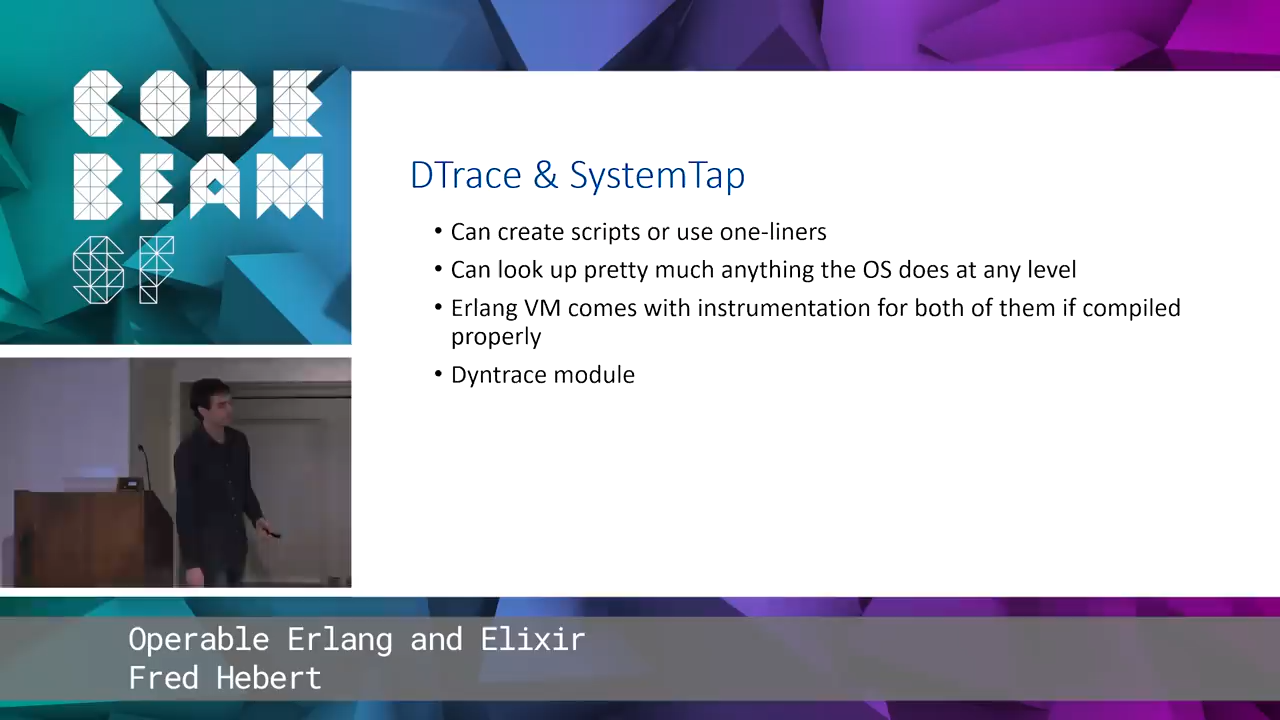 CODE
BEAM
SF
DTrace & SystemTap
• Can create scripts or use one-liners
• Can look up pretty much anything the OS does at any level
• Erlang VM comes with instrumentation for both of them if compiled
properly
• Dyntrace module
Operable Erlang and Elixir
Fred Hebert